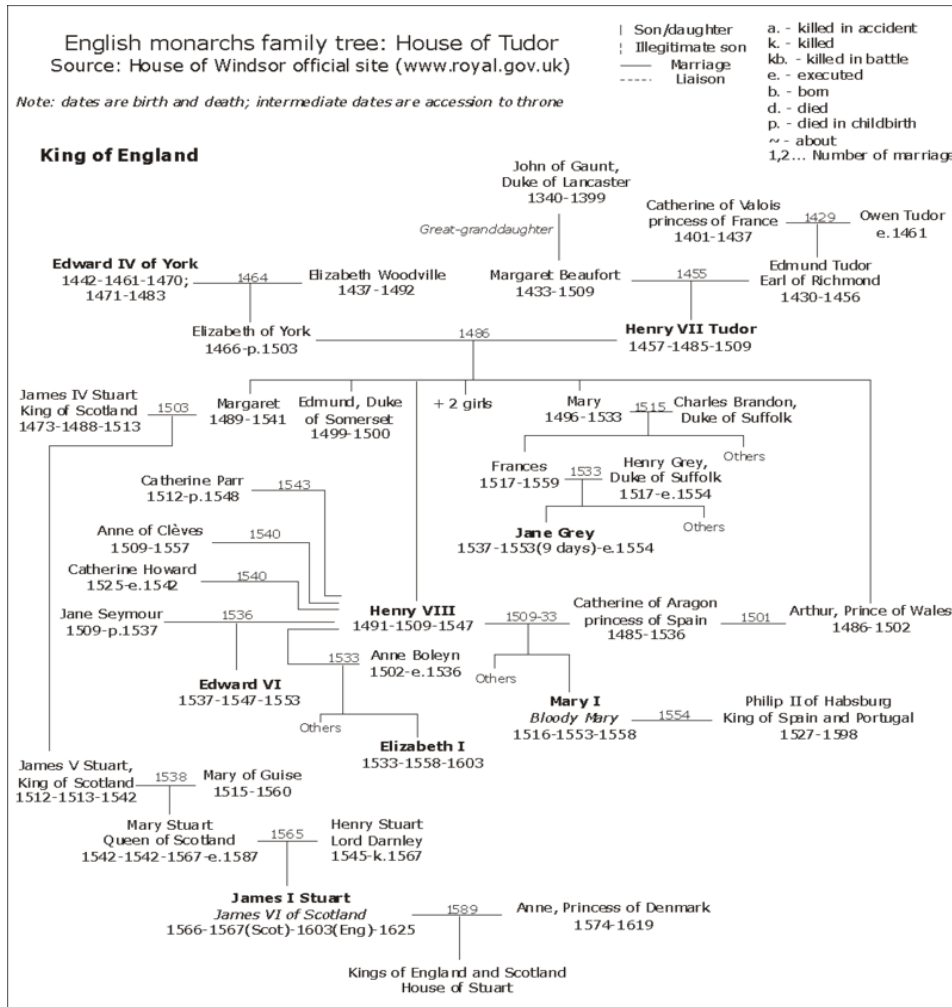 English monarchs family tree: House of Tudor
Source: House of Windsor official site (www.royal.gov.uk)
Note: dates are birth and death; intermediate dates are accession to throne
Son/daughter
Illegitimate son
Marriage
Liaison
a. - killed in accident
k. - killed
kb. - killed in battle
e. - executed
b. - born
d. - died
p. - died in childbirth
~ - about
1,2... Number of marriage
King of England
John of Gaunt,
Duke of Lancaster
1340-1399
Great-granddaughter
Catherine of Valois
princess of France
1401-1437
1429
Owen Tudor
e.1461
Edward IV of York
1442-1461-1470;
1471-1483
1464
Elizabeth Woodville
1437-1492
Margaret Beaufort
1433-1509
1455
Edmund Tudor
Earl of Richmond
1430-1456
Elizabeth of York
1466-p.1503
1486
Henry VII Tudor
1457-1485-1509
James IV Stuart
King of Scotland
1473-1488-1513
1503
Margaret
1489-1541
Edmund, Duke
of Somerset
1499-1500
+ 2 girls
Mary
1496-1533
1515
Charles Brandon,
Duke of Suffolk
Others
Frances
1517-1559
1533
Henry Grey,
Duke of Suffolk
1517-e.1554
Others
Jane Grey
1537-1553(9 days)-e.1554
Catherine Parr
1512-p.1548
1543
Anne of Clèves
1509-1557
1540
Catherine Howard
1525-e.1542
1540
Jane Seymour
1509-p.1537
1536
Henry VIII
1491-1509-1547
1509-33
Catherine of Aragon
princess of Spain
1485-1536
1501
Arthur, Prince of Wales
1486-1502
1533
Anne Boleyn
1502-e.1536
Edward VI
1537-1547-1553
Others
Elizabeth I
1533-1558-1603
Others
Mary I
Bloody Mary
1516-1553-1558
1554
Philip II of Habsburg
King of Spain and Portugal
1527-1598
James V Stuart,
King of Scotland
1512-1513-1542
1538
Mary of Guise
1515-1560
Mary Stuart
Queen of Scotland
1542-1542-1567-e.1587
1565
Henry Stuart
Lord Darnley
1545-k.1567
James I Stuart
James VI of Scotland
1566-1567(Scot)-1603(Eng)-1625
1589
Anne, Princess of Denmark
1574-1619
Kings of England and Scotland
House of Stuart